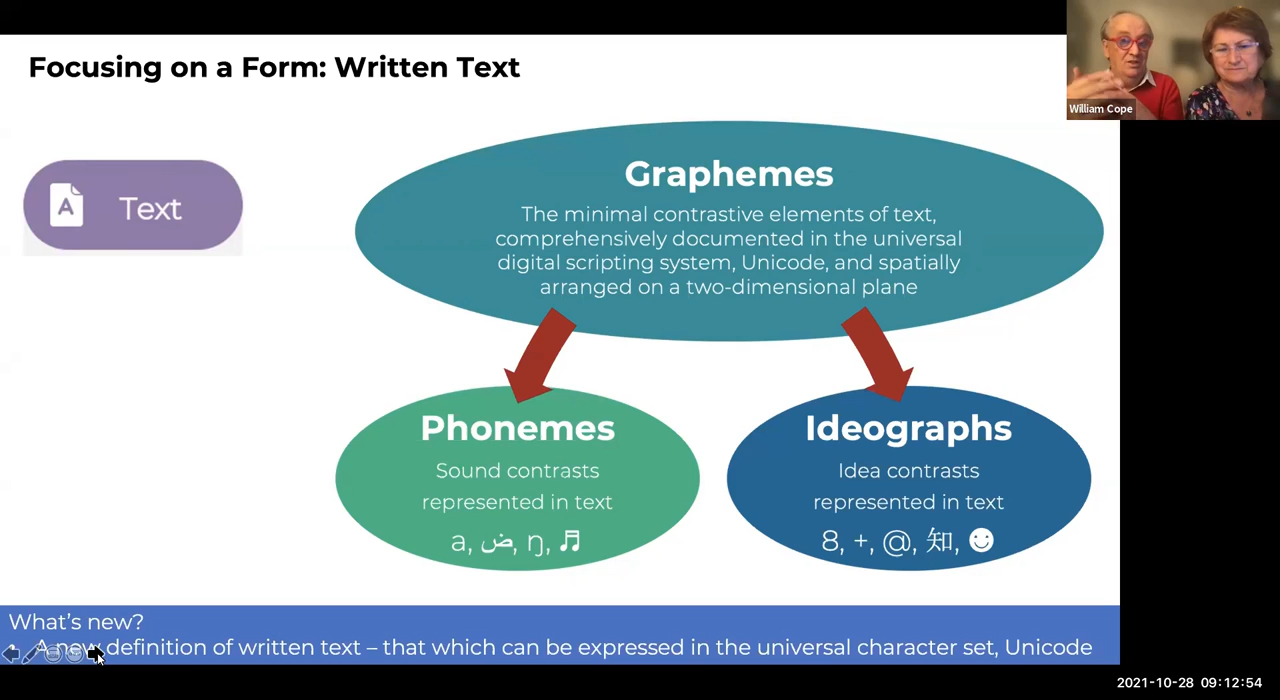 Focusing on a Form: Written Text
William Cope
A
Text
Graphemes
The minimal contrastive elements of text,
comprehensively documented in the universal
digital scripting system, Unicode, and spatially
arranged on a two-dimensional plane
Phonemes
Sound contrasts
represented in text
a, ض, ŋ, ♬
Ideographs
Idea contrasts
represented in text
8, +, @, 知, ☻
What's new?
• A new definition of written text – that which can be expressed in the universal character set, Unicode
2021-10-28 09:12:54